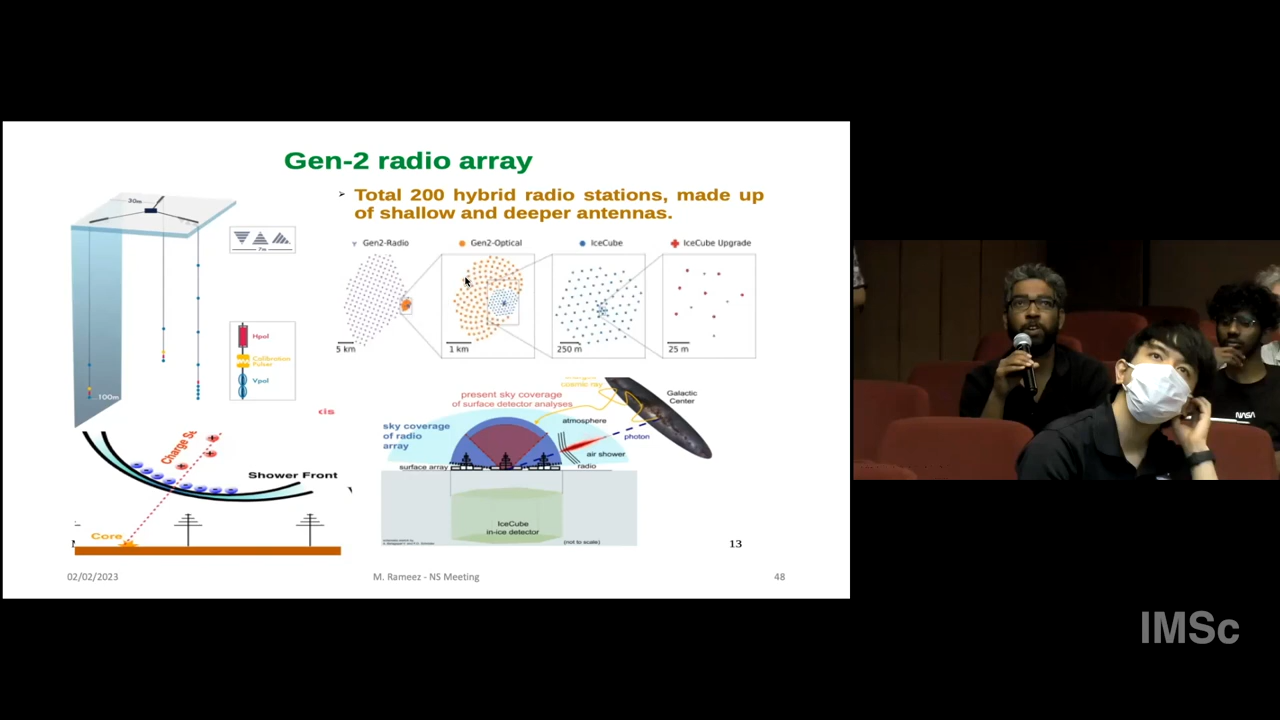 Gen-2 radio array
➢ Total 200 hybrid radio stations, made up
of shallow and deeper antennas.
30m
7m
Hpol
Calibration
Pulser
Vpol
100m
Gen2-Radio
Gen2-Optical
IceCube
IceCube Upgrade
5 km
1 km
250 m
25 m
cis
Charge
Shower Front
Core
cosmic ray
Galactic
Center
present sky coverage
of surface detector analyses
sky coverage
of radio
array
atmosphere
photon
air shower
radio
surface array
IceCube
in-ice detector
(not to scale)
13
02/02/2023
M. Rameez - NS Meeting
48
NASA
IMSc